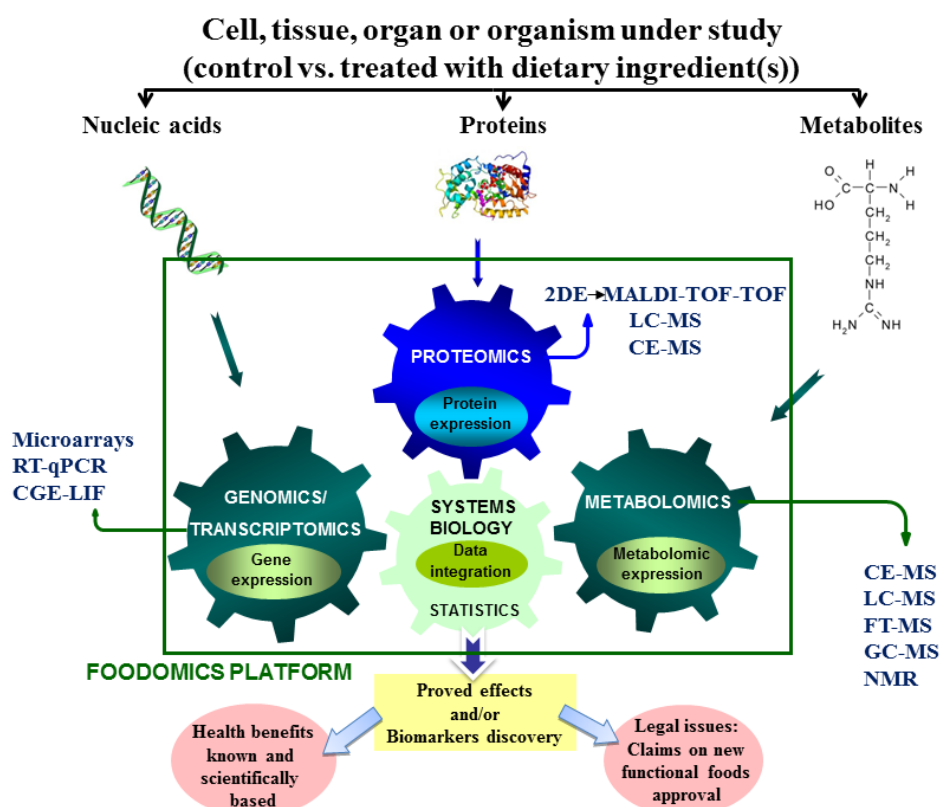 Cell, tissue, organ or organism under study
(control vs. treated with dietary ingredient(s))
Nucleic acids
Proteins
Metabolites
O
HO
C
C
H
N
H
H
CH2
CH2
CH2
NH
C
H2N
NH
2DE→MALDI-TOF-TOF
LC-MS
CE-MS
PROTEOMICS
Protein
expression
Microarrays
RT-qPCR
CGE-LIF
GENOMICS/
TRANSCRIPTOMICS
Gene
expression
SYSTEMS
BIOLOGY
Data
integration
STATISTICS
METABOLOMICS
Metabolomic
expression
CE-MS
LC-MS
FT-MS
GC-MS
NMR
FOODOMICS PLATFORM
Proved effects
and/or
Biomarkers discovery
Health benefits
known and
scientifically
based
Legal issues:
Claims on new
functional foods
approval